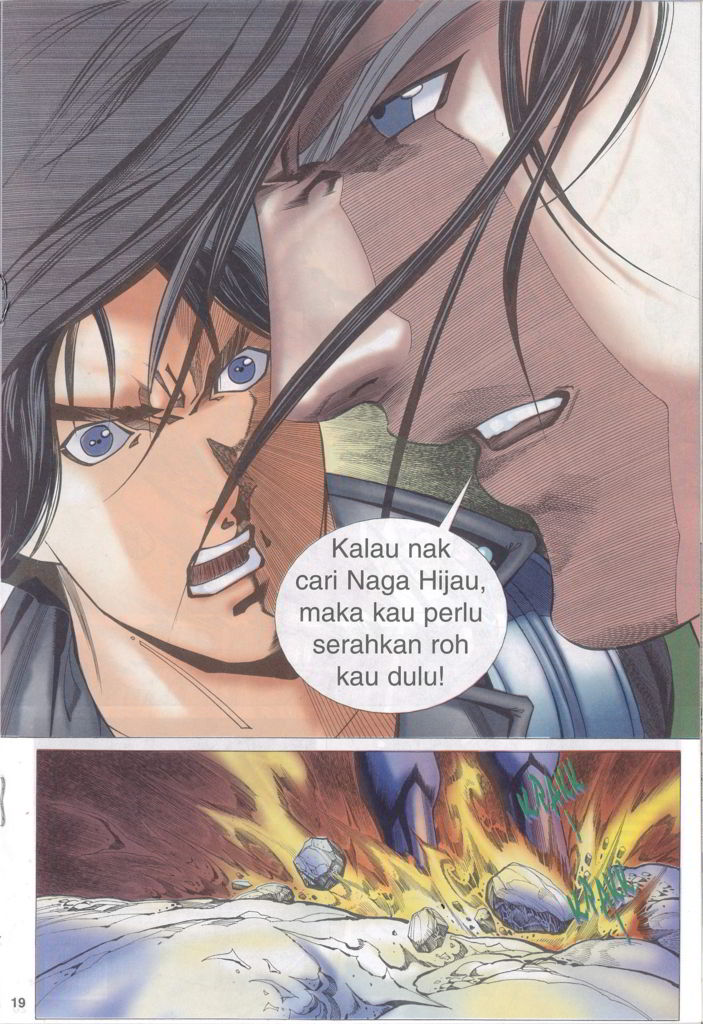 Kalau nak
cari Naga Hijau,
maka kau perlu
serahkan roh
kau dulu!
KRAKK
!
KRAKK
!
19